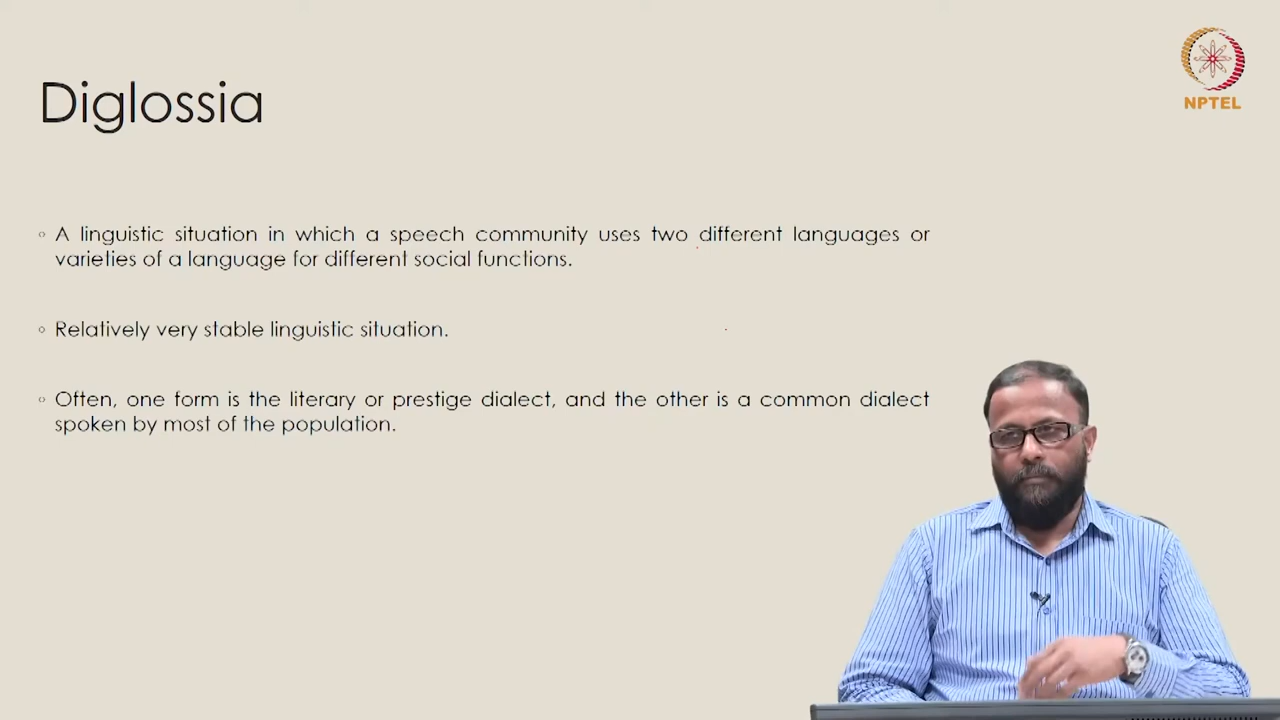 NPTEL
Diglossia
A linguistic situation in which a speech community uses two different languages or
varieties of a language for different social functions.
Relatively very stable linguistic situation.
Often, one form is the literary or prestige dialect, and the other is a common dialect
spoken by most of the population.